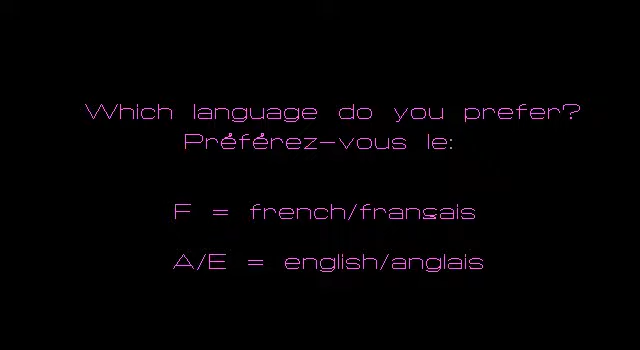 Which language do you prefer?
Préférez-vous le:
F = french/français
A/E = english/anglais